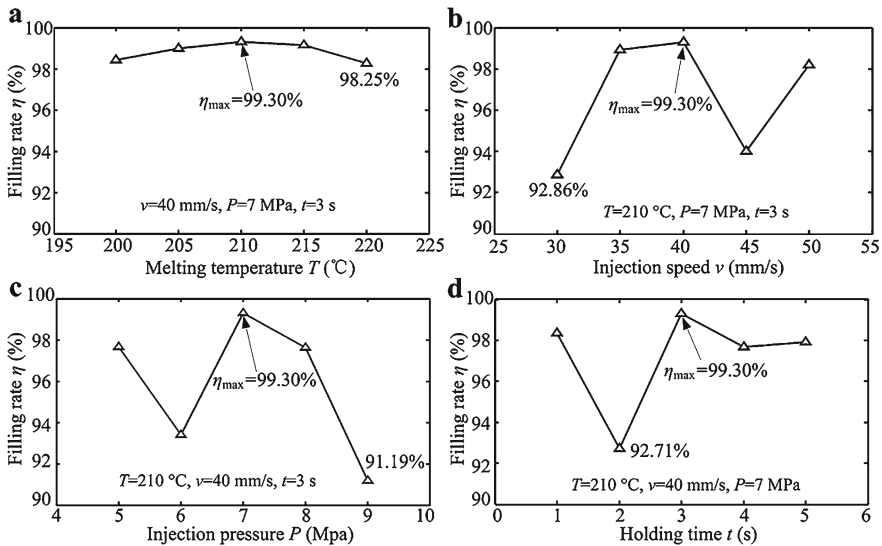 a
Filling rate η (%)
100
98
96
94
92
90
ηmax=99.30%
98.25%
v=40 mm/s, P=7 MPa, t=3 s
195 200 205 210 215 220 225
Melting temperature T (℃)
b
Filling rate η (%)
100
98
96
94
92
90
ηmax=99.30%
92.86%
T=210 °C, P=7 MPa, t=3 s
25 30 35 40 45 50 55
Injection speed v (mm/s)
c
Filling rate η (%)
100
98
96
94
92
90
ηmax=99.30%
91.19%
T=210 °C, v=40 mm/s, t=3 s
4 5 6 7 8 9 10
Injection pressure P (Mpa)
d
Filling rate η (%)
100
98
96
94
92
90
ηmax=99.30%
92.71%
T=210 °C, v=40 mm/s, P=7 MPa
0 1 2 3 4 5 6
Holding time t (s)